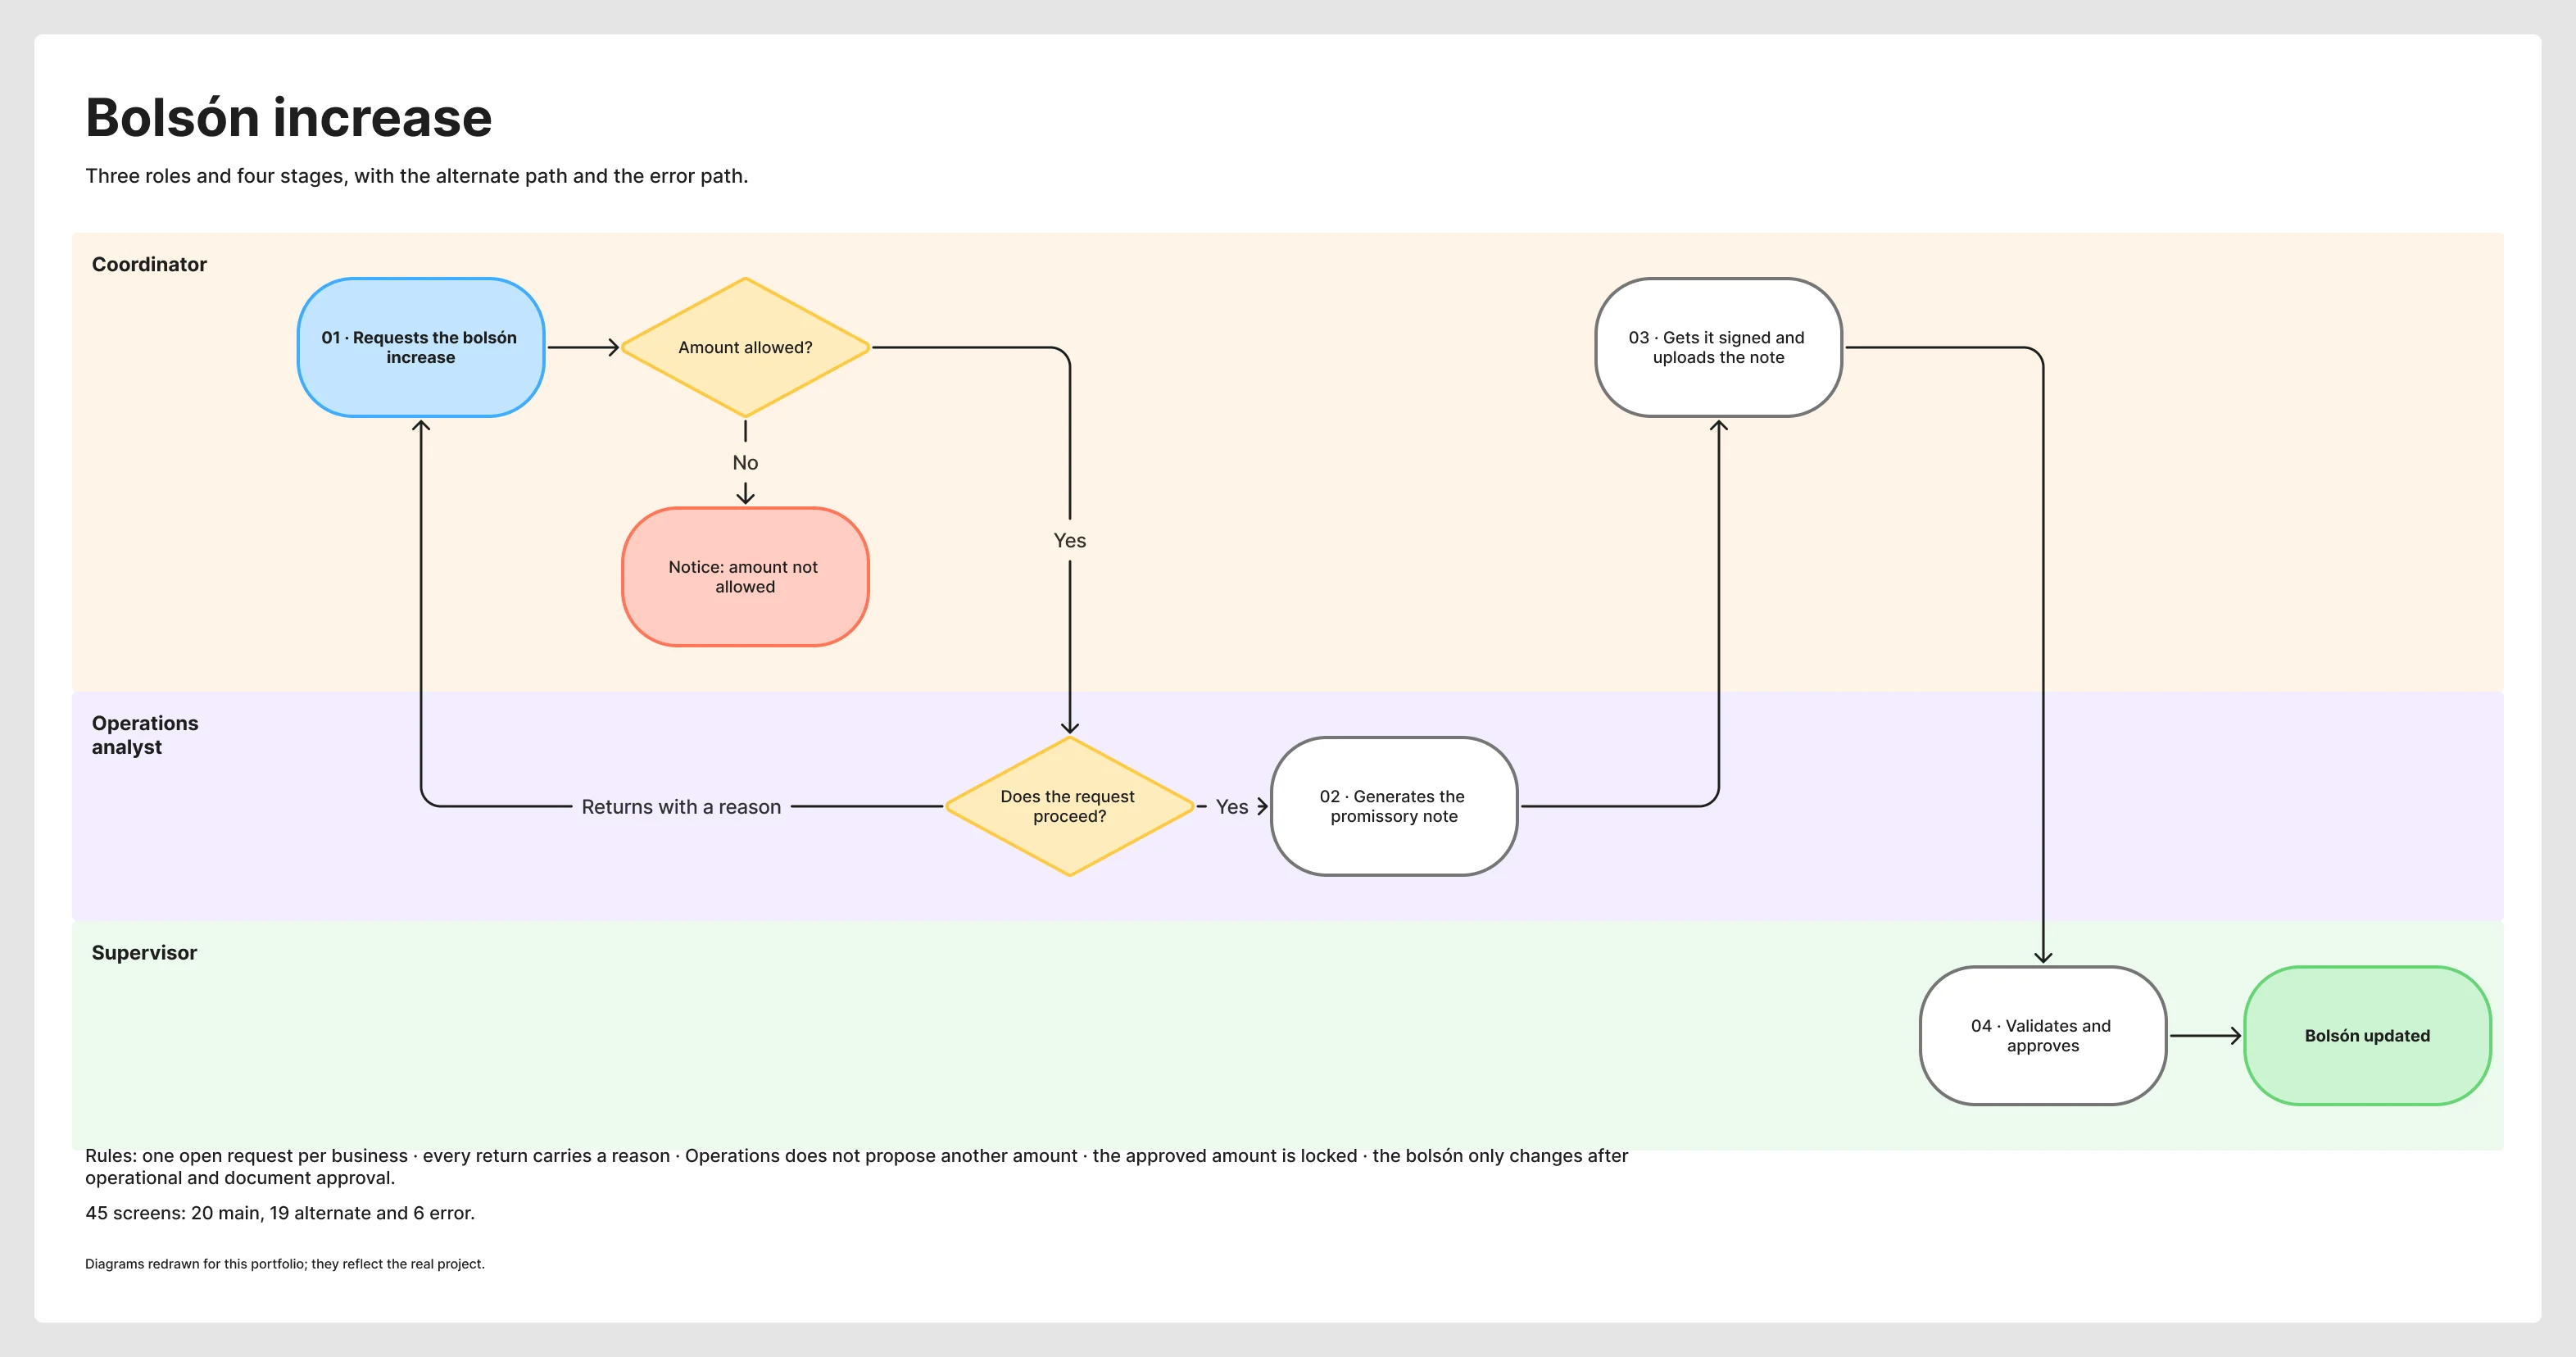 Bolsón increase
Three roles and four stages, with the alternate path and the error path.
Coordinator
01 · Requests the bolsón
increase
Amount allowed?
03 · Gets it signed and
uploads the note
No
Yes
Notice: amount not
allowed
Operations
analyst
Returns with a reason
Does the request
proceed?
Yes
02 · Generates the
promissory note
Supervisor
04 · Validates and
approves
Bolsón updated
Rules: one open request per business · every return carries a reason · Operations does not propose another amount · the approved amount is locked · the bolsón only changes after
operational and document approval.
45 screens: 20 main, 19 alternate and 6 error.
Diagrams redrawn for this portfolio; they reflect the real project.